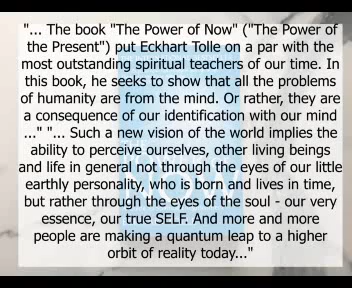 "... The book "The Power of Now" ("The Power of
the Present") put Eckhart Tolle on a par with the
most outstanding spiritual teachers of our time. In
this book, he seeks to show that all the problems
of humanity are from the mind. Or rather, they are
a consequence of our identification with our mind
..." "... Such a new vision of the world implies the
ability to perceive ourselves, other living beings
and life in general not through the eyes of our little
earthly personality, who is born and lives in time,
but rather through the eyes of the soul - our very
essence, our true SELF. And more and more
people are making a quantum leap to a higher
orbit of reality today..."